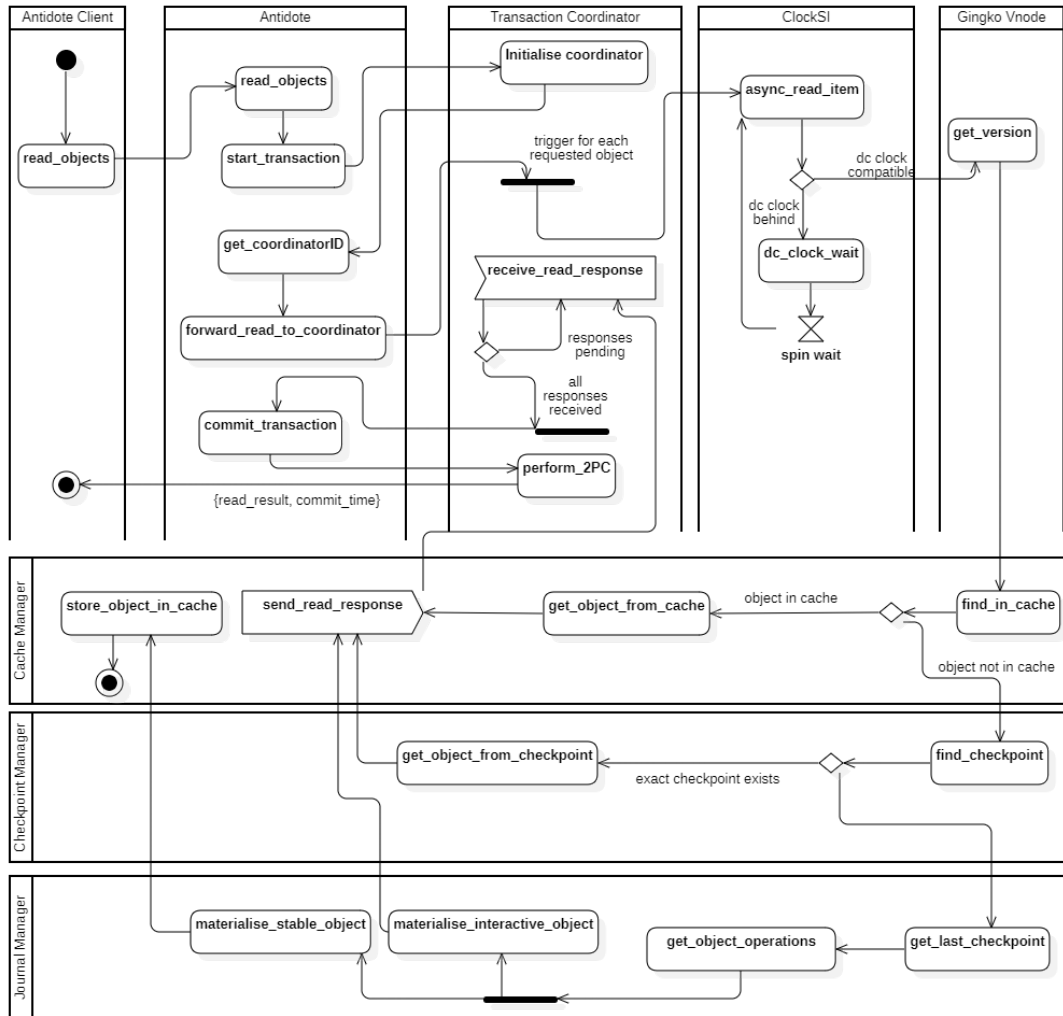 Antidote Client
Antidote
Transaction Coordinator
ClockSI
Gingko Vnode
Initialise coordinator
read_objects
async_read_item
get_version
read_objects
start_transaction
trigger for each
requested object
dc clock
compatible
dc clock
behind
get_coordinatorID
dc_clock_wait
receive_read_response
forward_read_to_coordinator
responses
pending
spin wait
all
responses
received
commit_transaction
perform_2PC
{read_result, commit_time}
Cache Manager
store_object_in_cache
send_read_response
get_object_from_cache
object in cache
find_in_cache
object not in cache
Checkpoint Manager
get_object_from_checkpoint
exact checkpoint exists
find_checkpoint
Journal Manager
materialise_stable_object
materialise_interactive_object
get_object_operations
get_last_checkpoint